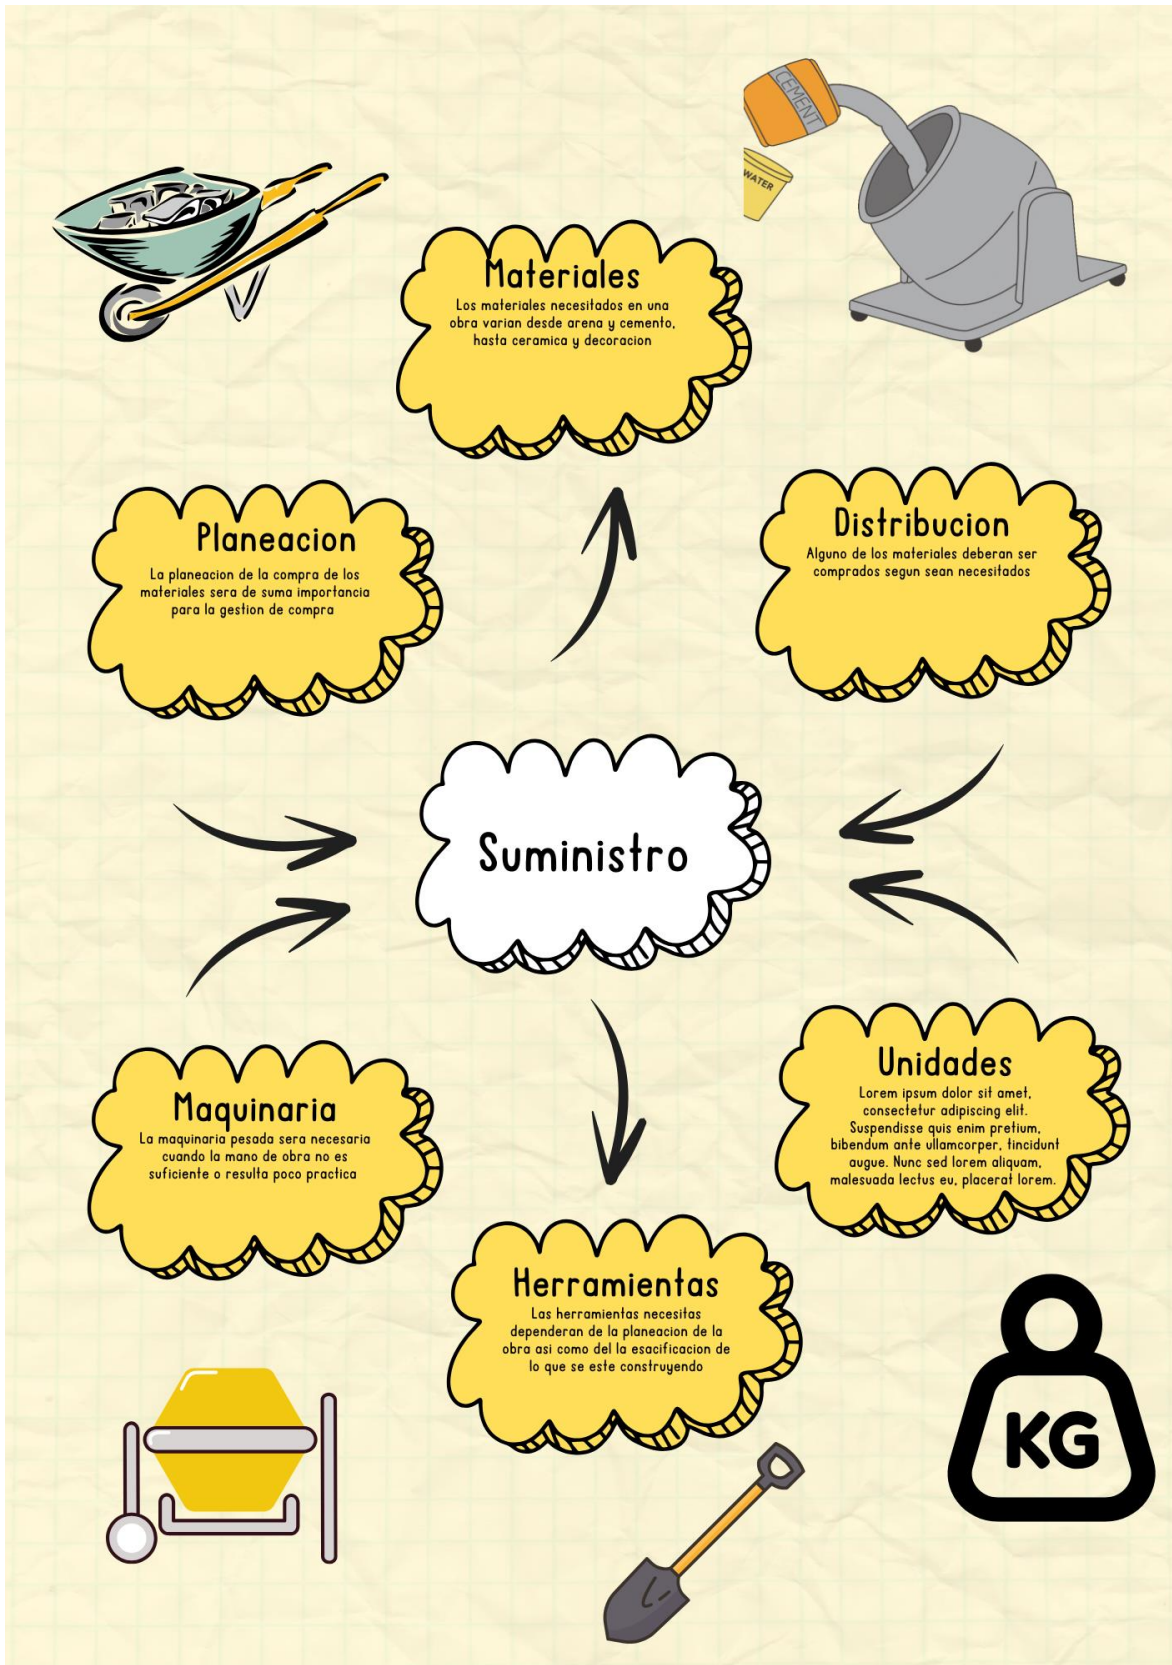 CEMENT
WATER
Materiales
Los materiales necesitados en una
obra varian desde arena y cemento,
hasta ceramica y decoracion
Planeacion
La planeacion de la compra de los
materiales sera de suma importancia
para la gestion de compra
Distribucion
Alguno de los materiales deberan ser
comprados segun sean necesitados
Suministro
Maquinaria
La maquinaria pesada sera necesaria
cuando la mano de obra no es
suficiente o resulta poco practica
Unidades
Lorem ipsum dolor sit amet,
consectetur adipiscing elit.
Suspendisse quis enim pretium,
bibendum ante ullamcorper, tincidunt
augue. Nunc sed lorem aliquam,
malesuada lectus eu, placerat lorem.
Herramientas
Las herramientas necesitas
dependeran de la planeacion de la
obra asi como del la esacificacion de
lo que se este construyendo
KG